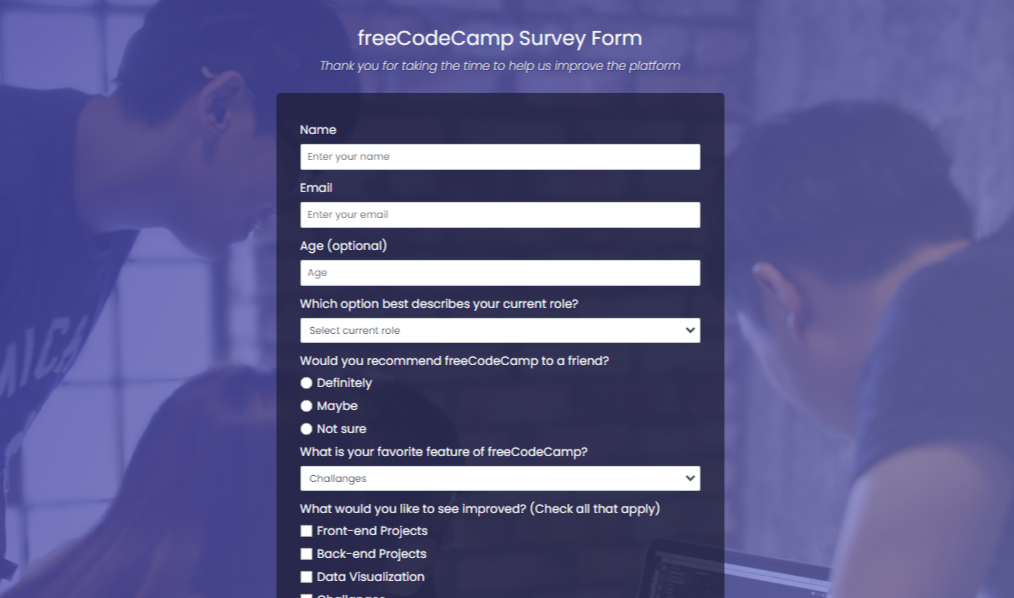 freeCodeCamp Survey Form
Thank you for taking the time to help us improve the platform
Name
Enter your name
Email
Enter your email
Age (optional)
Age
Which option best describes your current role?
Select current role
Would you recommend freeCodeCamp to a friend?
Definitely
Maybe
Not sure
What is your favorite feature of freeCodeCamp?
Challanges
What would you like to see improved? (Check all that apply)
Front-end Projects
Back-end Projects
Data Visualization